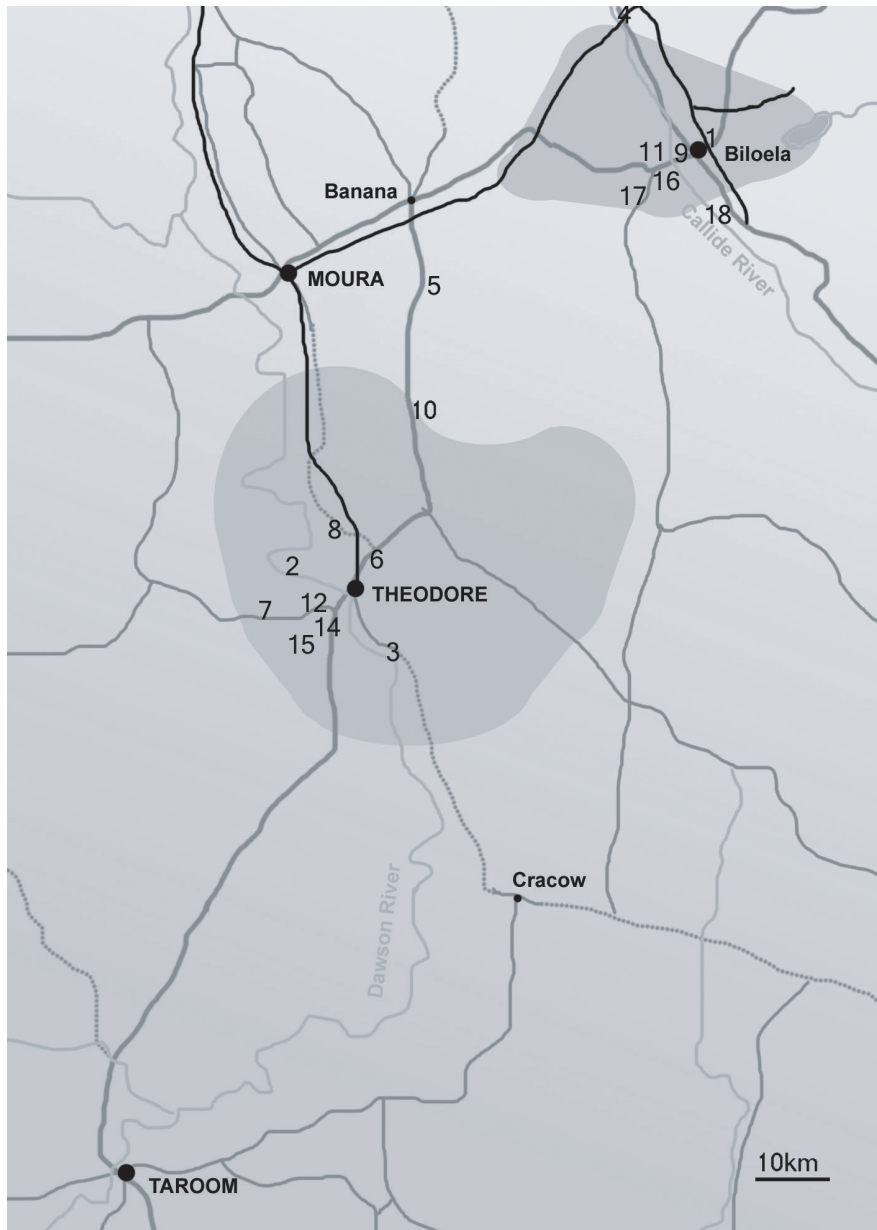 4
1
11 9 Biloela
16
Banana 17
18
Callide River
MOURA
5
10
8
6
2
THEODORE
12
7
14
15
3
Cracow
Dawson River
10km
TAROOM